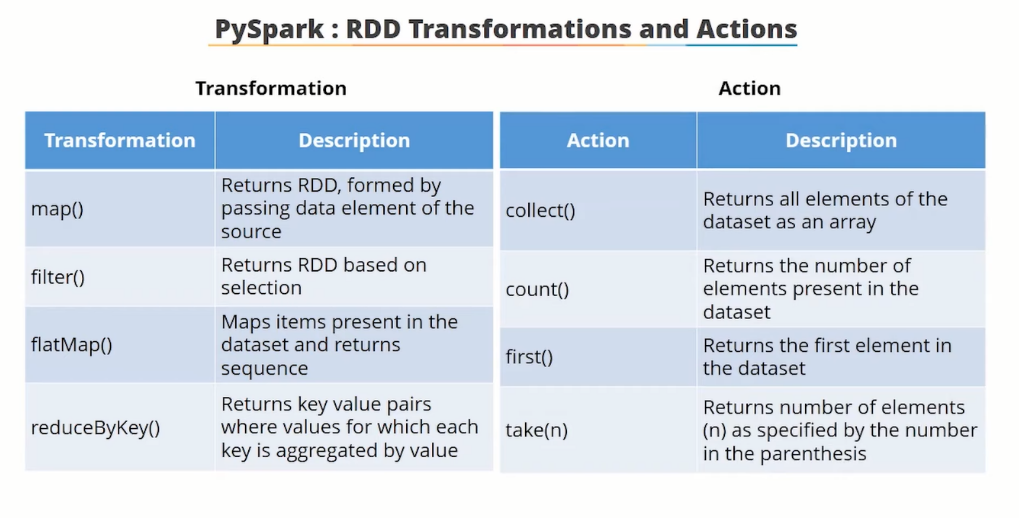 PySpark : RDD Transformations and Actions
Transformation
Transformation
Description
map()
Returns RDD, formed by
passing data element of the
source
filter()
Returns RDD based on
selection
flatMap()
Maps items present in the
dataset and returns
sequence
reduceByKey()
Returns key value pairs
where values for which each
key is aggregated by value
Action
Action
Description
collect()
Returns all elements of the
dataset as an array
count()
Returns the number of
elements present in the
dataset
first()
Returns the first element in
the dataset
take(n)
Returns number of elements
(n) as specified by the number
in the parenthesis